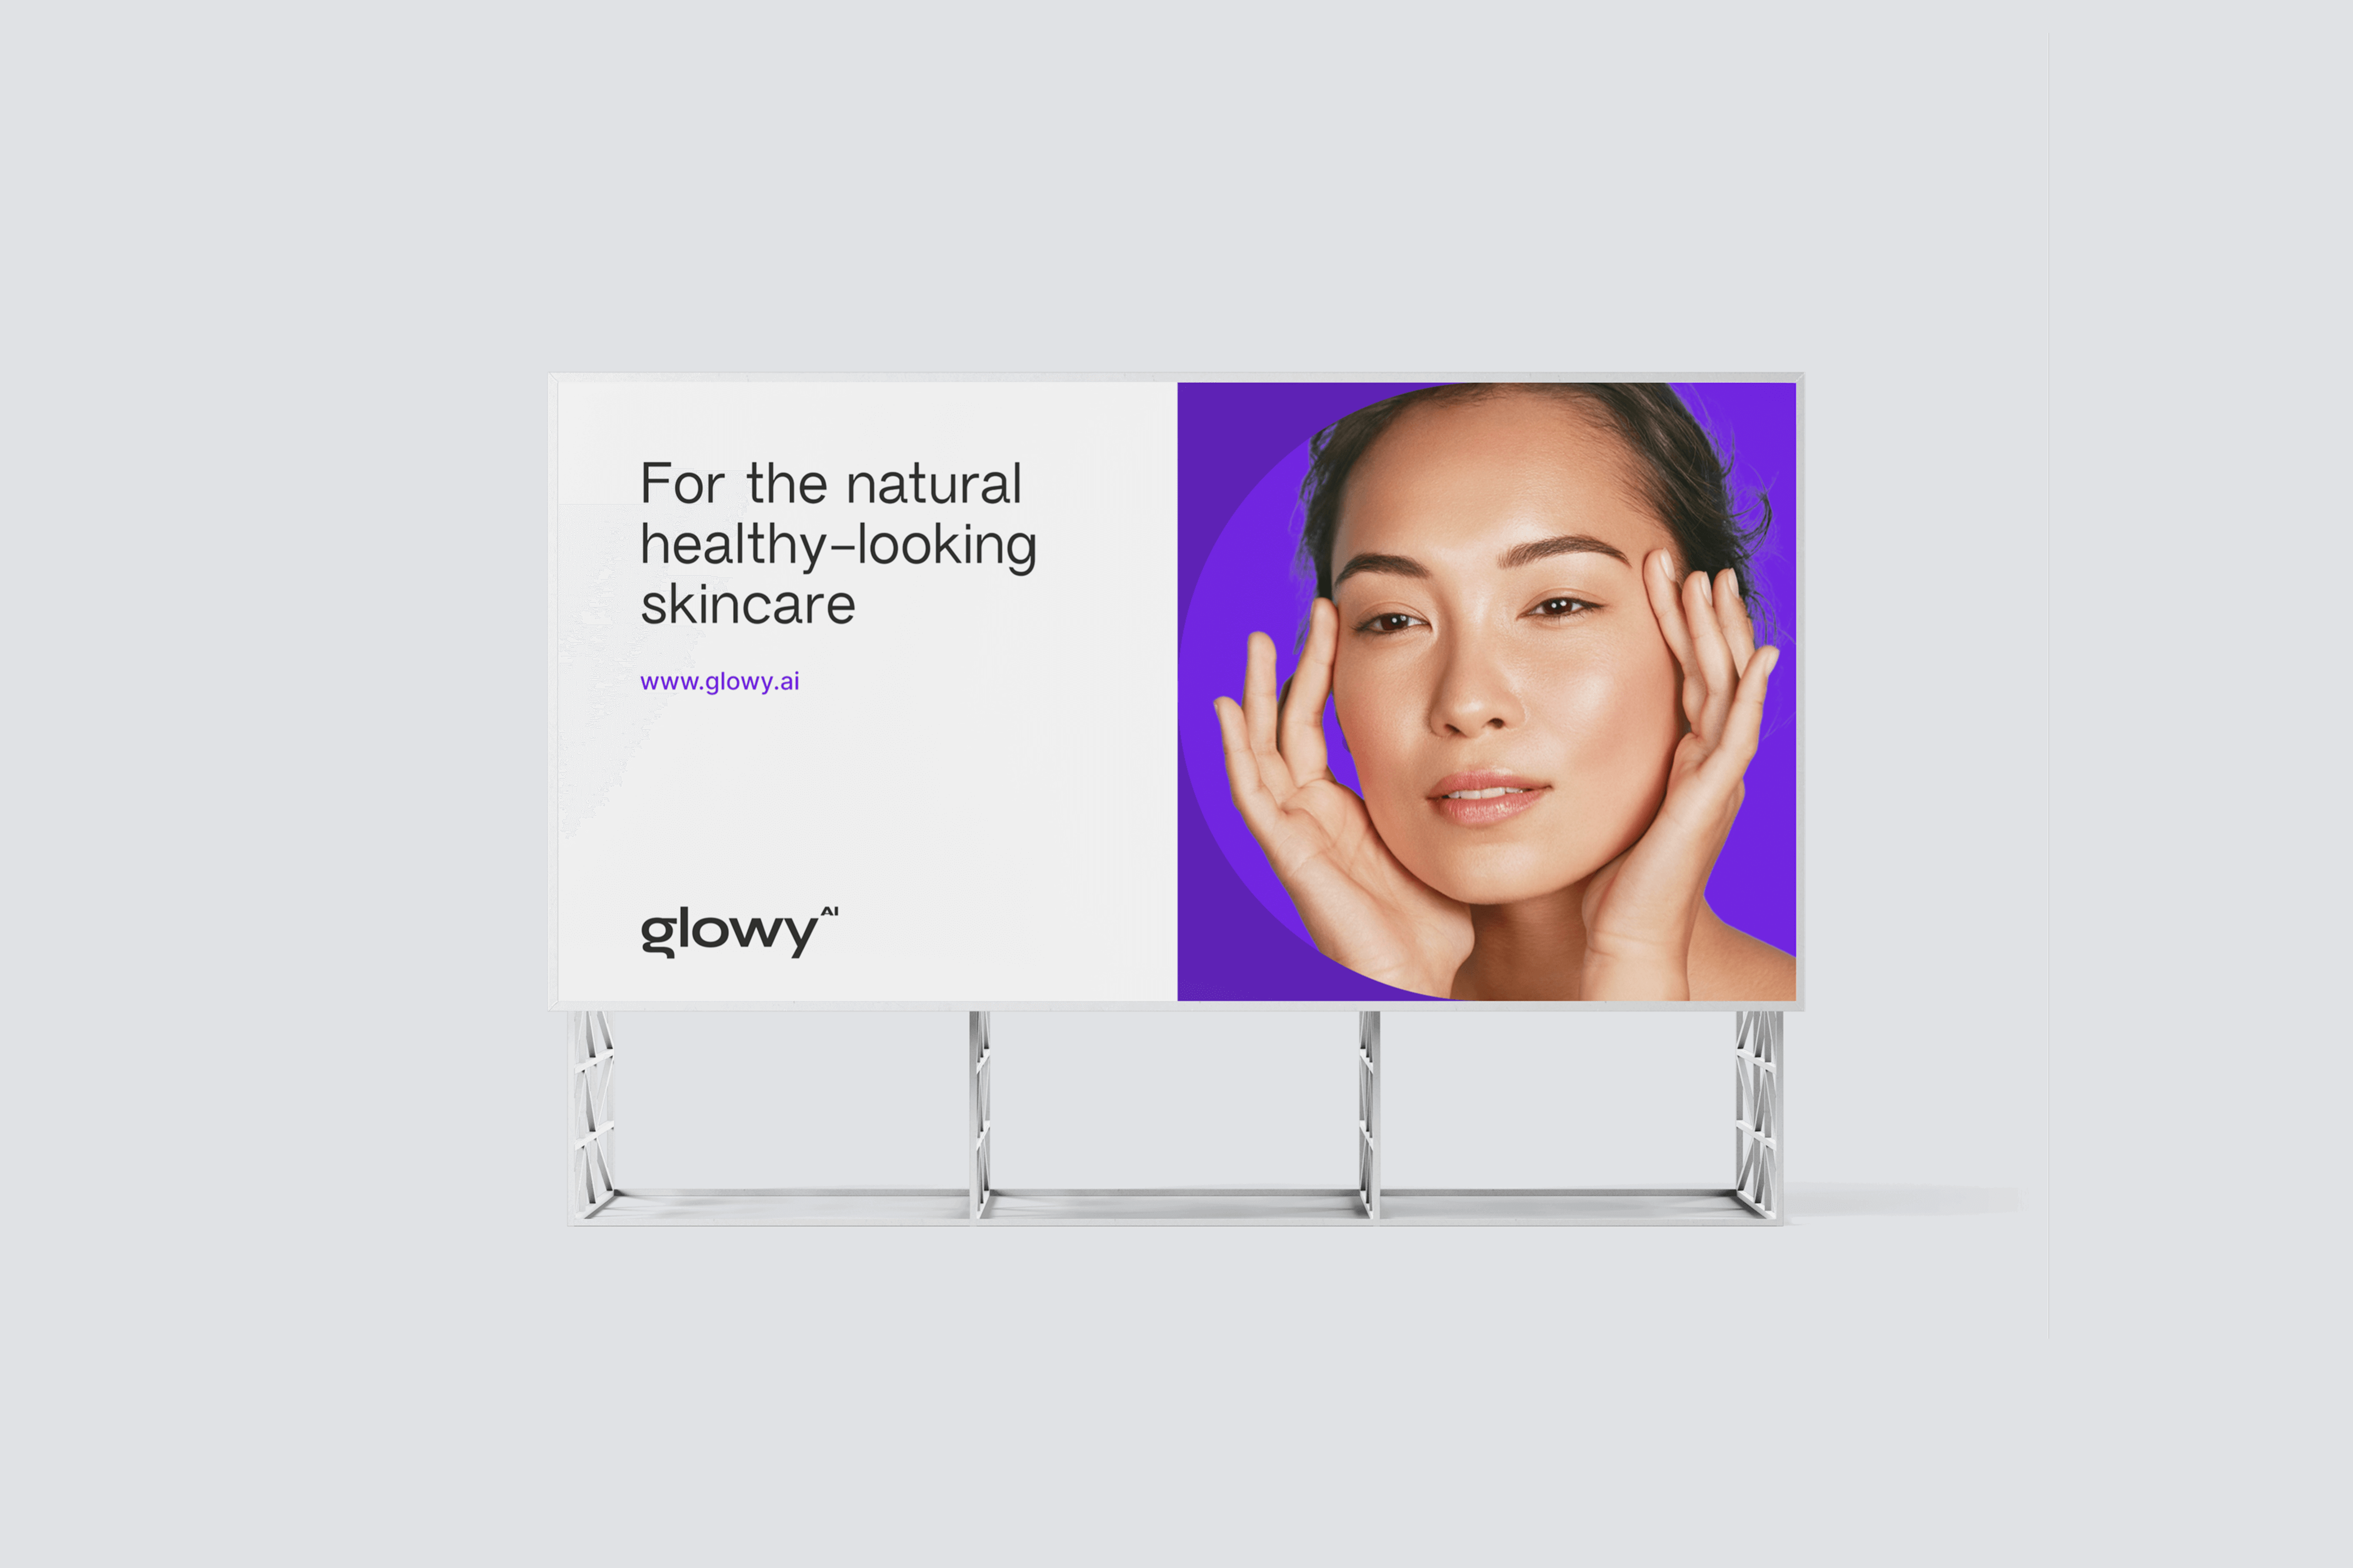 For the natural
healthy-looking
skincare
www.glowy.ai
glowy AI